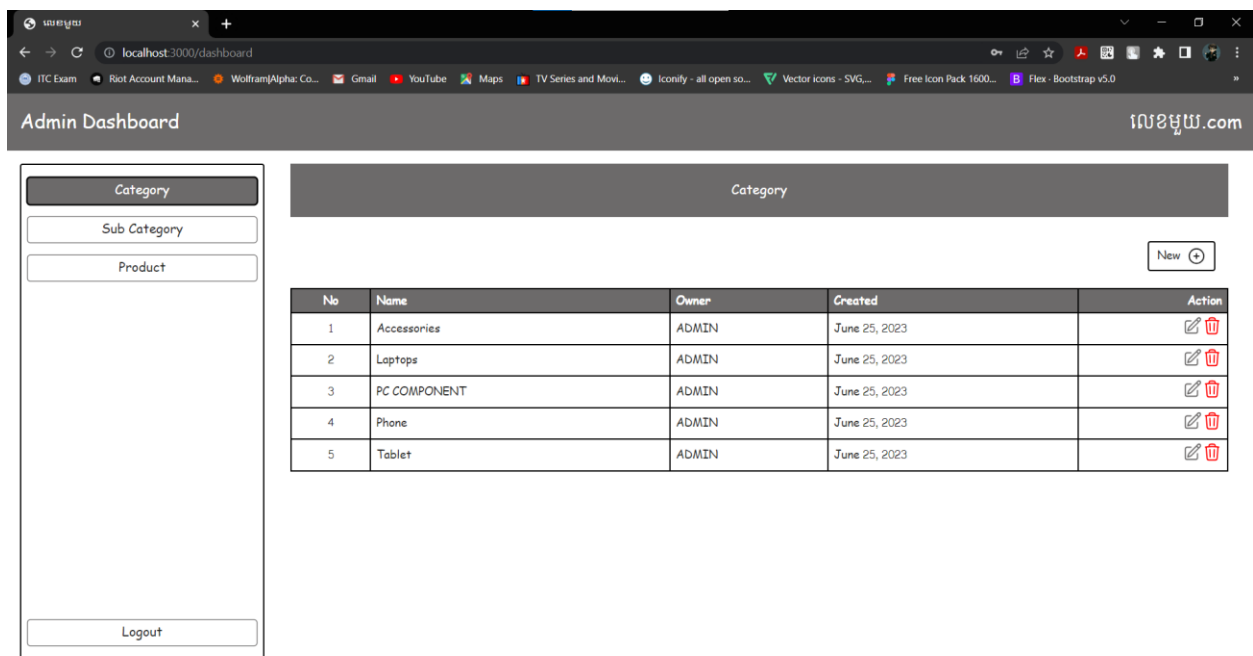 លេខមួយ
localhost:3000/dashboard
ITC Exam Riot Account Mana... Wolfram|Alpha: Co... Gmail YouTube Maps TV Series and Movi... Iconify - all open so... Vector icons - SVG,... Free Icon Pack 1600... Flex · Bootstrap v5.0 »
Admin Dashboard លេខមួយ.com
Category
Sub Category
Product
Logout
Category
New
No Name Owner Created Action
1 Accessories ADMIN June 25, 2023
2 Laptops ADMIN June 25, 2023
3 PC COMPONENT ADMIN June 25, 2023
4 Phone ADMIN June 25, 2023
5 Tablet ADMIN June 25, 2023